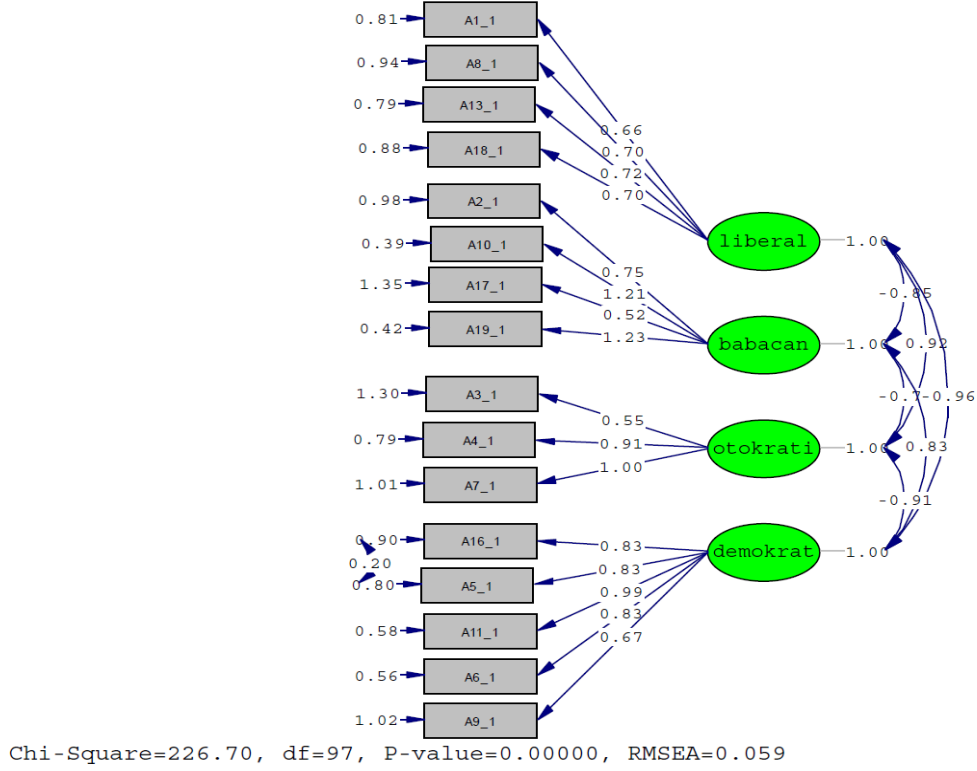 0.81 A1_1
0.94 A8_1
0.79 A13_1
0.66
0.88 A18_1
0.70
0.72
0.70
0.98 A2_1
0.39 A10_1
liberal 1.00
0.75
1.35 A17_1
1.21
-0.85
0.52
0.42 A19_1
1.23
babacan 1.00
0.92
1.30 A3_1
-0.7 -0.96
0.55
0.79 A4_1
0.91
otokrati 1.00
0.83
1.00
1.01 A7_1
-0.91
0.90 A16_1
0.83
demokrat 1.00
0.20
0.83
0.80 A5_1
0.99
0.83
0.58 A11_1
0.67
0.56 A6_1
1.02 A9_1
Chi-Square=226.70, df=97, P-value=0.00000, RMSEA=0.059